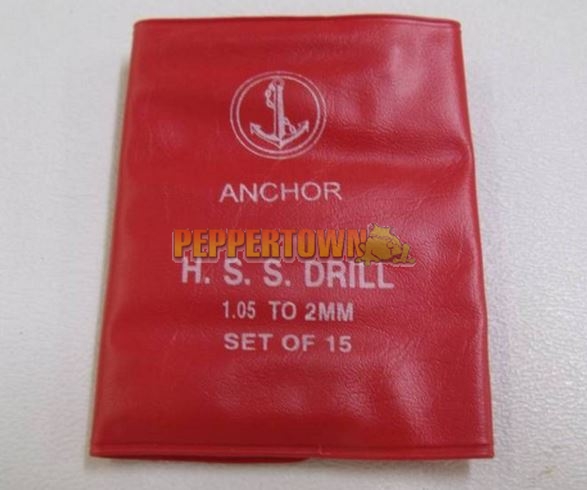 ANCHOR
PEPPERTOWN
H. S. S. DRILL
1.05 TO 2MM
SET OF 15